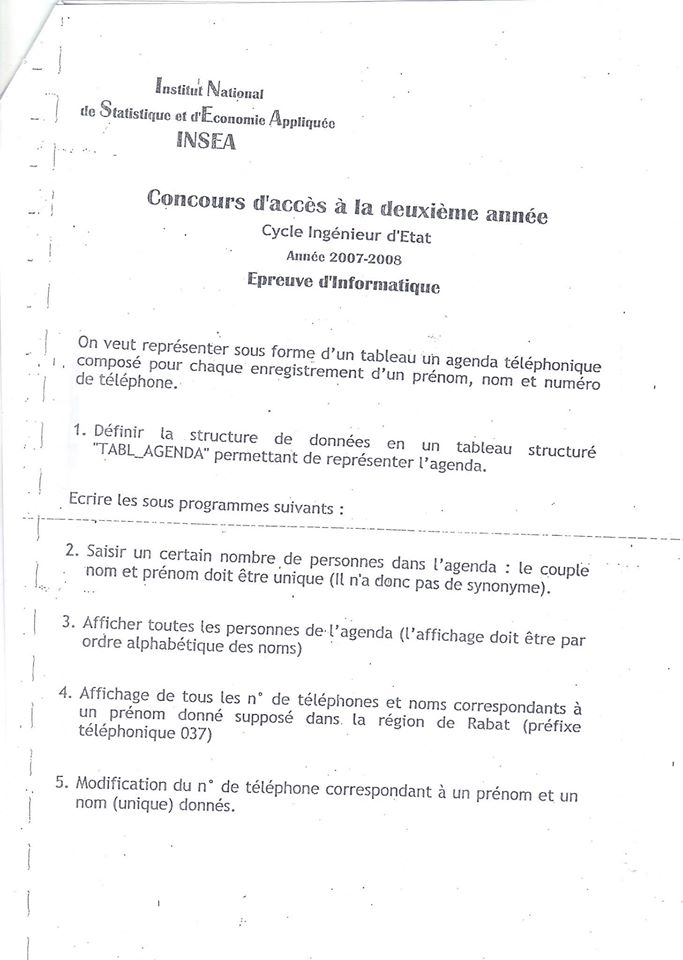 Institut National
de Statistique et d'Economie Appliquée
INSEA
Concours d'accès à la deuxième année
Cycle Ingénieur d'Etat
Année 2007-2008
Epreuve d'Informatique
On veut représenter sous forme d'un tableau un agenda téléphonique
composé pour chaque enregistrement d'un prénom, nom et numéro
de téléphone.
1. Définir la structure de données en un tableau structuré
"TABL_AGENDA" permettant de représenter l'agenda.
Ecrire les sous programmes suivants :
2. Saisir un certain nombre de personnes dans l'agenda : le couple
nom et prénom doit être unique (Il n'a donc pas de synonyme).
3. Afficher toutes les personnes de l'agenda (l'affichage doit être par
ordre alphabétique des noms)
4. Affichage de tous les n° de téléphones et noms correspondants à
un prénom donné supposé dans la région de Rabat (préfixe
téléphonique 037)
5. Modification du n° de téléphone correspondant à un prénom et un
nom (unique) donnés.